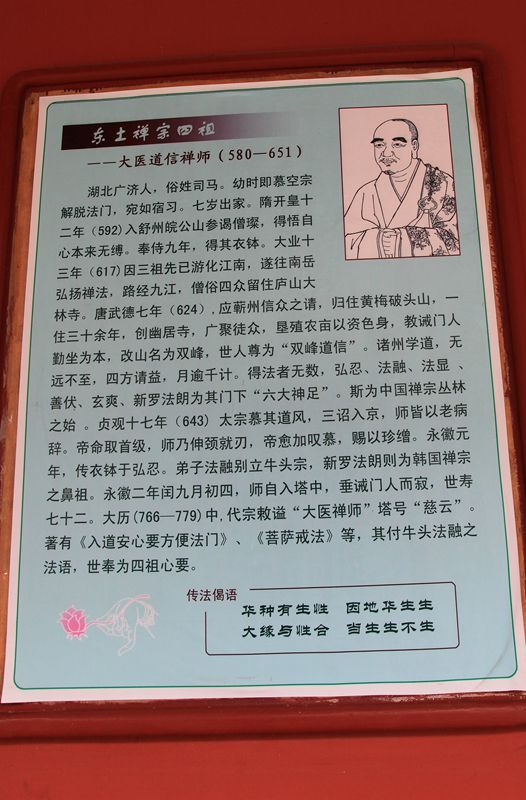 东土禅宗四祖
——大医道信禅师（580—651）
湖北广济人，俗姓司马。幼时即慕空宗
解脱法门，宛如宿习。七岁出家。隋开皇十
二年（592）入舒州皖公山参谒僧璨，得悟自
心本来无缚。奉侍九年，得其衣钵。大业十
三年（617）因三祖先已游化江南，遂往南岳
弘扬禅法，路经九江，僧俗四众留住庐山大
林寺。唐武德七年（624），应蕲州信众之请，归住黄梅破头山，一
住三十余年，创幽居寺，广聚徒众，垦殖农亩以资色身，教诫门人
勤坐为本，改山名为双峰，世人尊为“双峰道信”。诸州学道，无
远不至，四方请益，月逾千计。得法者无数，弘忍、法融、法显、
善伏、玄爽、新罗法朗为其门下“六大神足”。斯为中国禅宗丛林
之始 。贞观十七年（643） 太宗慕其道风，三诏入京，师皆以老病
辞。帝命取首级，师乃伸颈就刃，帝愈加叹慕，赐以珍缯。永徽元
年，传衣钵于弘忍。弟子法融别立牛头宗，新罗法朗则为韩国禅宗
之鼻祖。永徽二年闰九月初四，师自入塔中，垂诫门人而寂，世寿
七十二。大历(766—779)中,代宗敕谥“大医禅师”塔号“慈云”。
著有《入道安心要方便法门》、《菩萨戒法》等，其付牛头法融之
法语，世奉为四祖心要。
传法偈语
华种有生性 因地华生生
大缘与性合 当生生不生